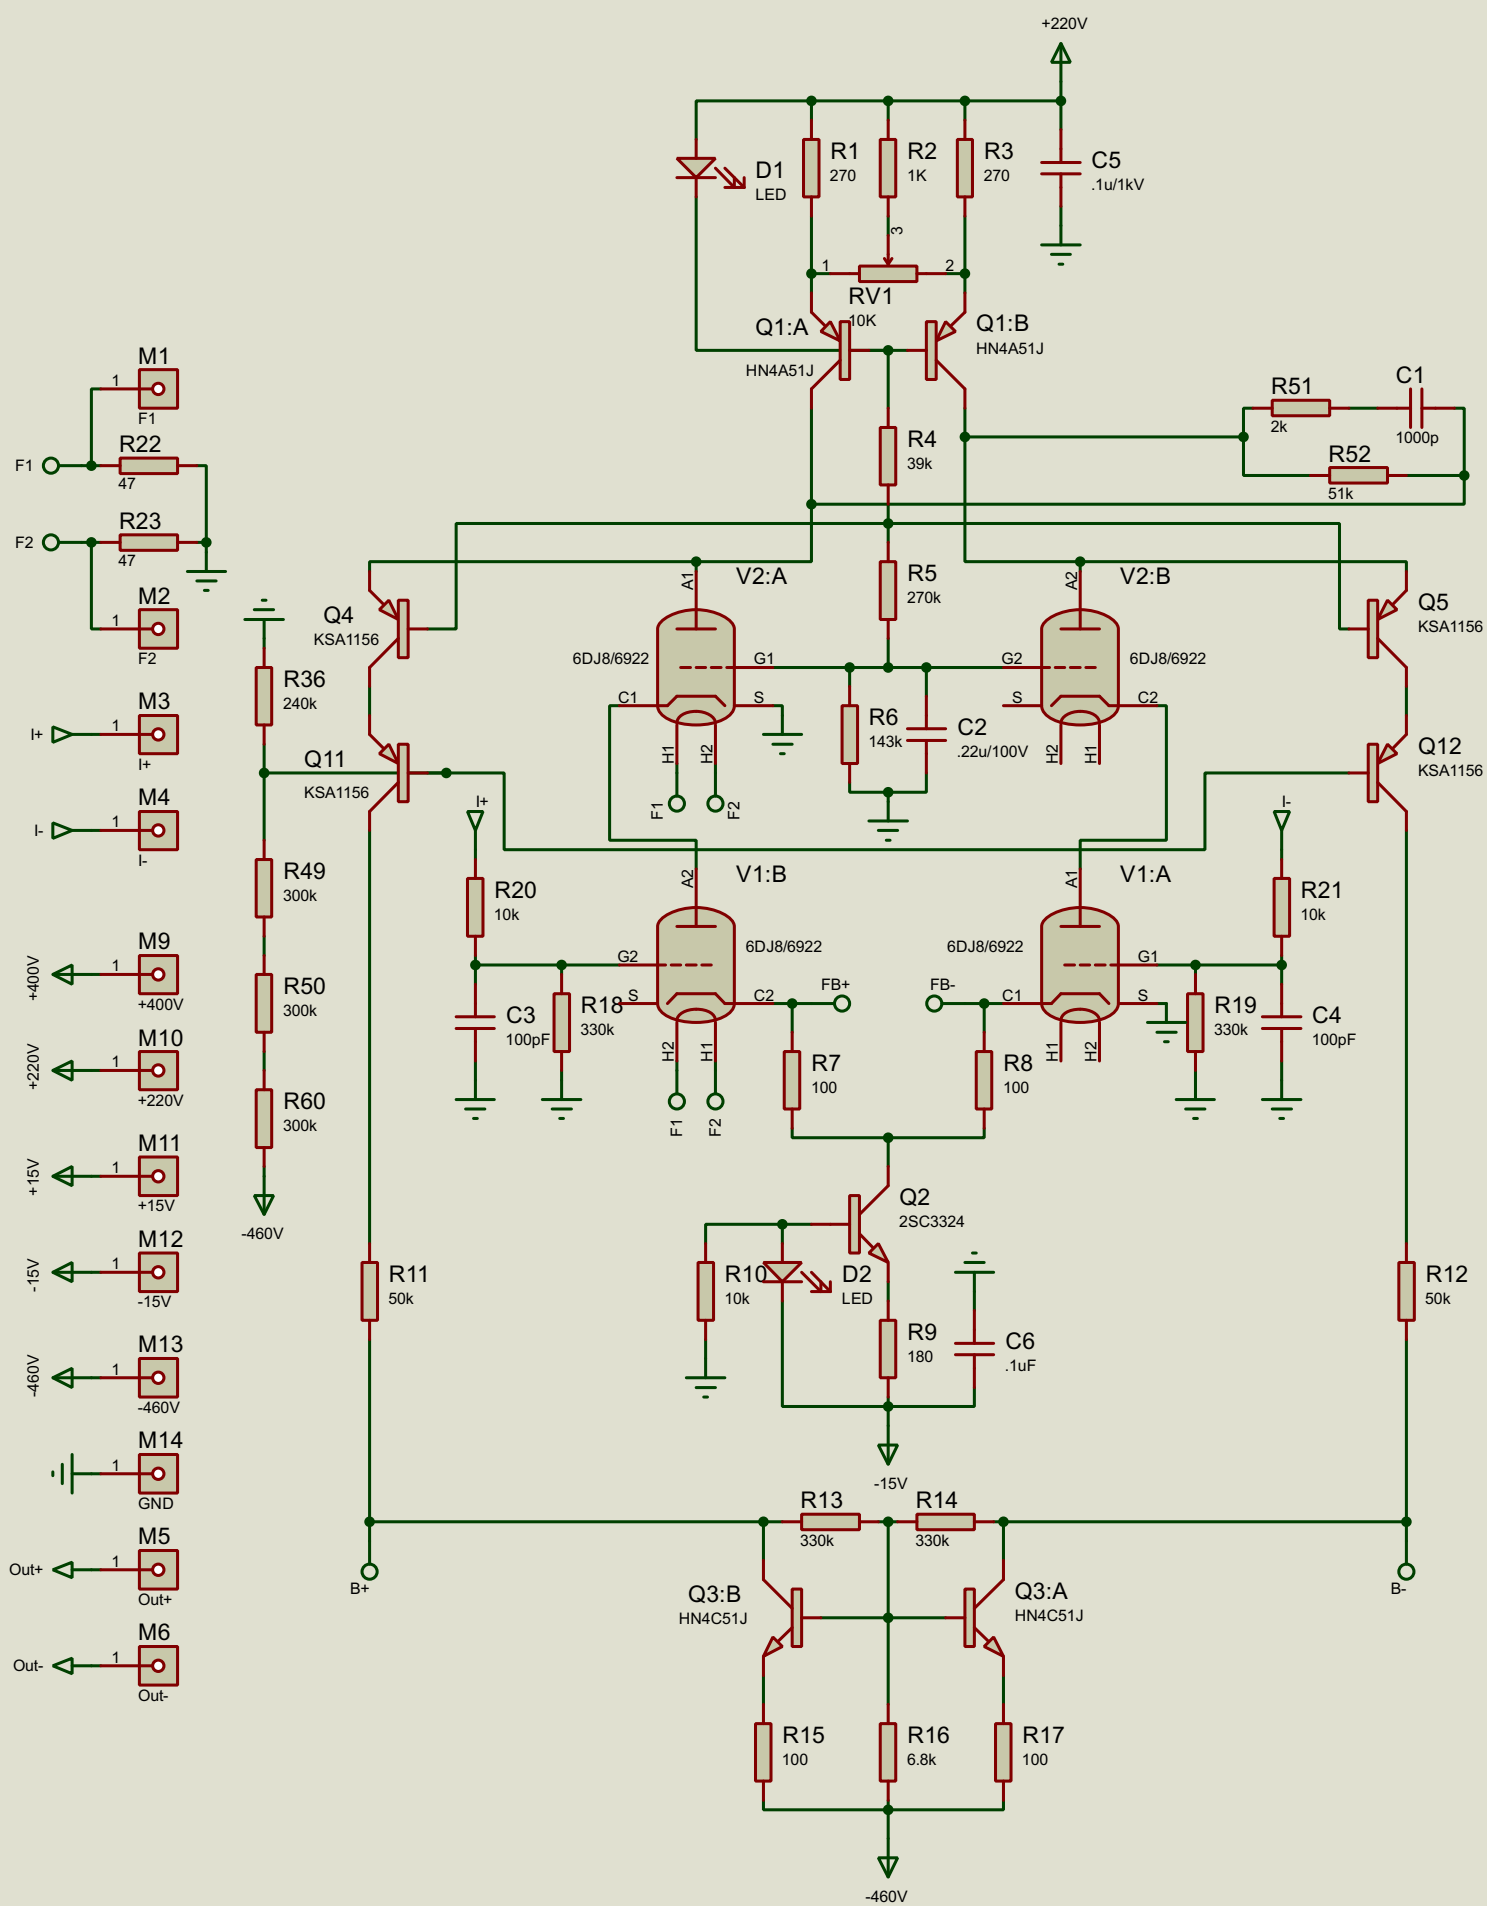 +220V
D1
LED
R1
270
R2
1K
R3
270
C5
.1u/1kV
3
1
2
RV1
10K
Q1:A
HN4A51J
Q1:B
HN4A51J
R4
39k
R51
2k
C1
1000p
R52
51k
M1
1
F1
R22
47
F1
R23
47
F2
M2
1
F2
Q4
KSA1156
A1
V2:A
6DJ8/6922
G1
C1
S
H1
H2
F1
F2
R5
270k
A2
V2:B
6DJ8/6922
G2
S
C2
H2
H1
Q5
KSA1156
R6
143k
C2
.22u/100V
R36
240k
M3
1
I+
I+
Q11
KSA1156
Q12
KSA1156
M4
1
I-
I-
I+
I-
R49
300k
R20
10k
A2
V1:B
6DJ8/6922
A1
V1:A
6DJ8/6922
R21
10k
G2
S
C2
H2
H1
F1
F2
FB+
FB-
G1
C1
S
H1
H2
M9
1
+400V
+400V
R50
300k
C3
100pF
R18
330k
R19
330k
C4
100pF
M10
1
+220V
+220V
R7
100
R8
100
R60
300k
M11
1
+15V
+15V
-460V
Q2
2SC3324
M12
1
-15V
-15V
R11
50k
R10
10k
D2
LED
R9
180
C6
.1uF
R12
50k
M13
1
-460V
-460V
M14
1
GND
-15V
R13
330k
R14
330k
M5
1
Out+
Out+
B+
B-
Q3:B
HN4C51J
Q3:A
HN4C51J
M6
1
Out-
Out-
R15
100
R16
6.8k
R17
100
-460V